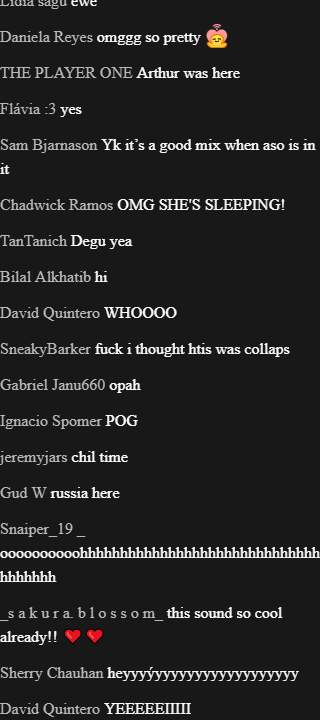 Lidia sagu ewe
Daniela Reyes omggg so pretty
THE PLAYER ONE Arthur was here
Flávia :3 yes
Sam Bjarnason Yk it's a good mix when aso is in
it
Chadwick Ramos OMG SHE'S SLEEPING!
TanTanich Degu yea
Bilal Alkhatib hi
David Quintero WHOOOO
SneakyBarker fuck i thought htis was collaps
Gabriel Janu660 opah
Ignacio Spomer POG
jeremyjars chil time
Gud W russia here
Snaiper_19 _
oooooooooohhhhhhhhhhhhhhhhhhhhhhhhhhhhhh
hhhhhhh
_s a k u r a. b l o s s o m_ this sound so cool
already!! ❤ ❤
Sherry Chauhan heyyyýyyyyyyyyyyyyyyyyyyy
David Quintero YEEEEEIIIII